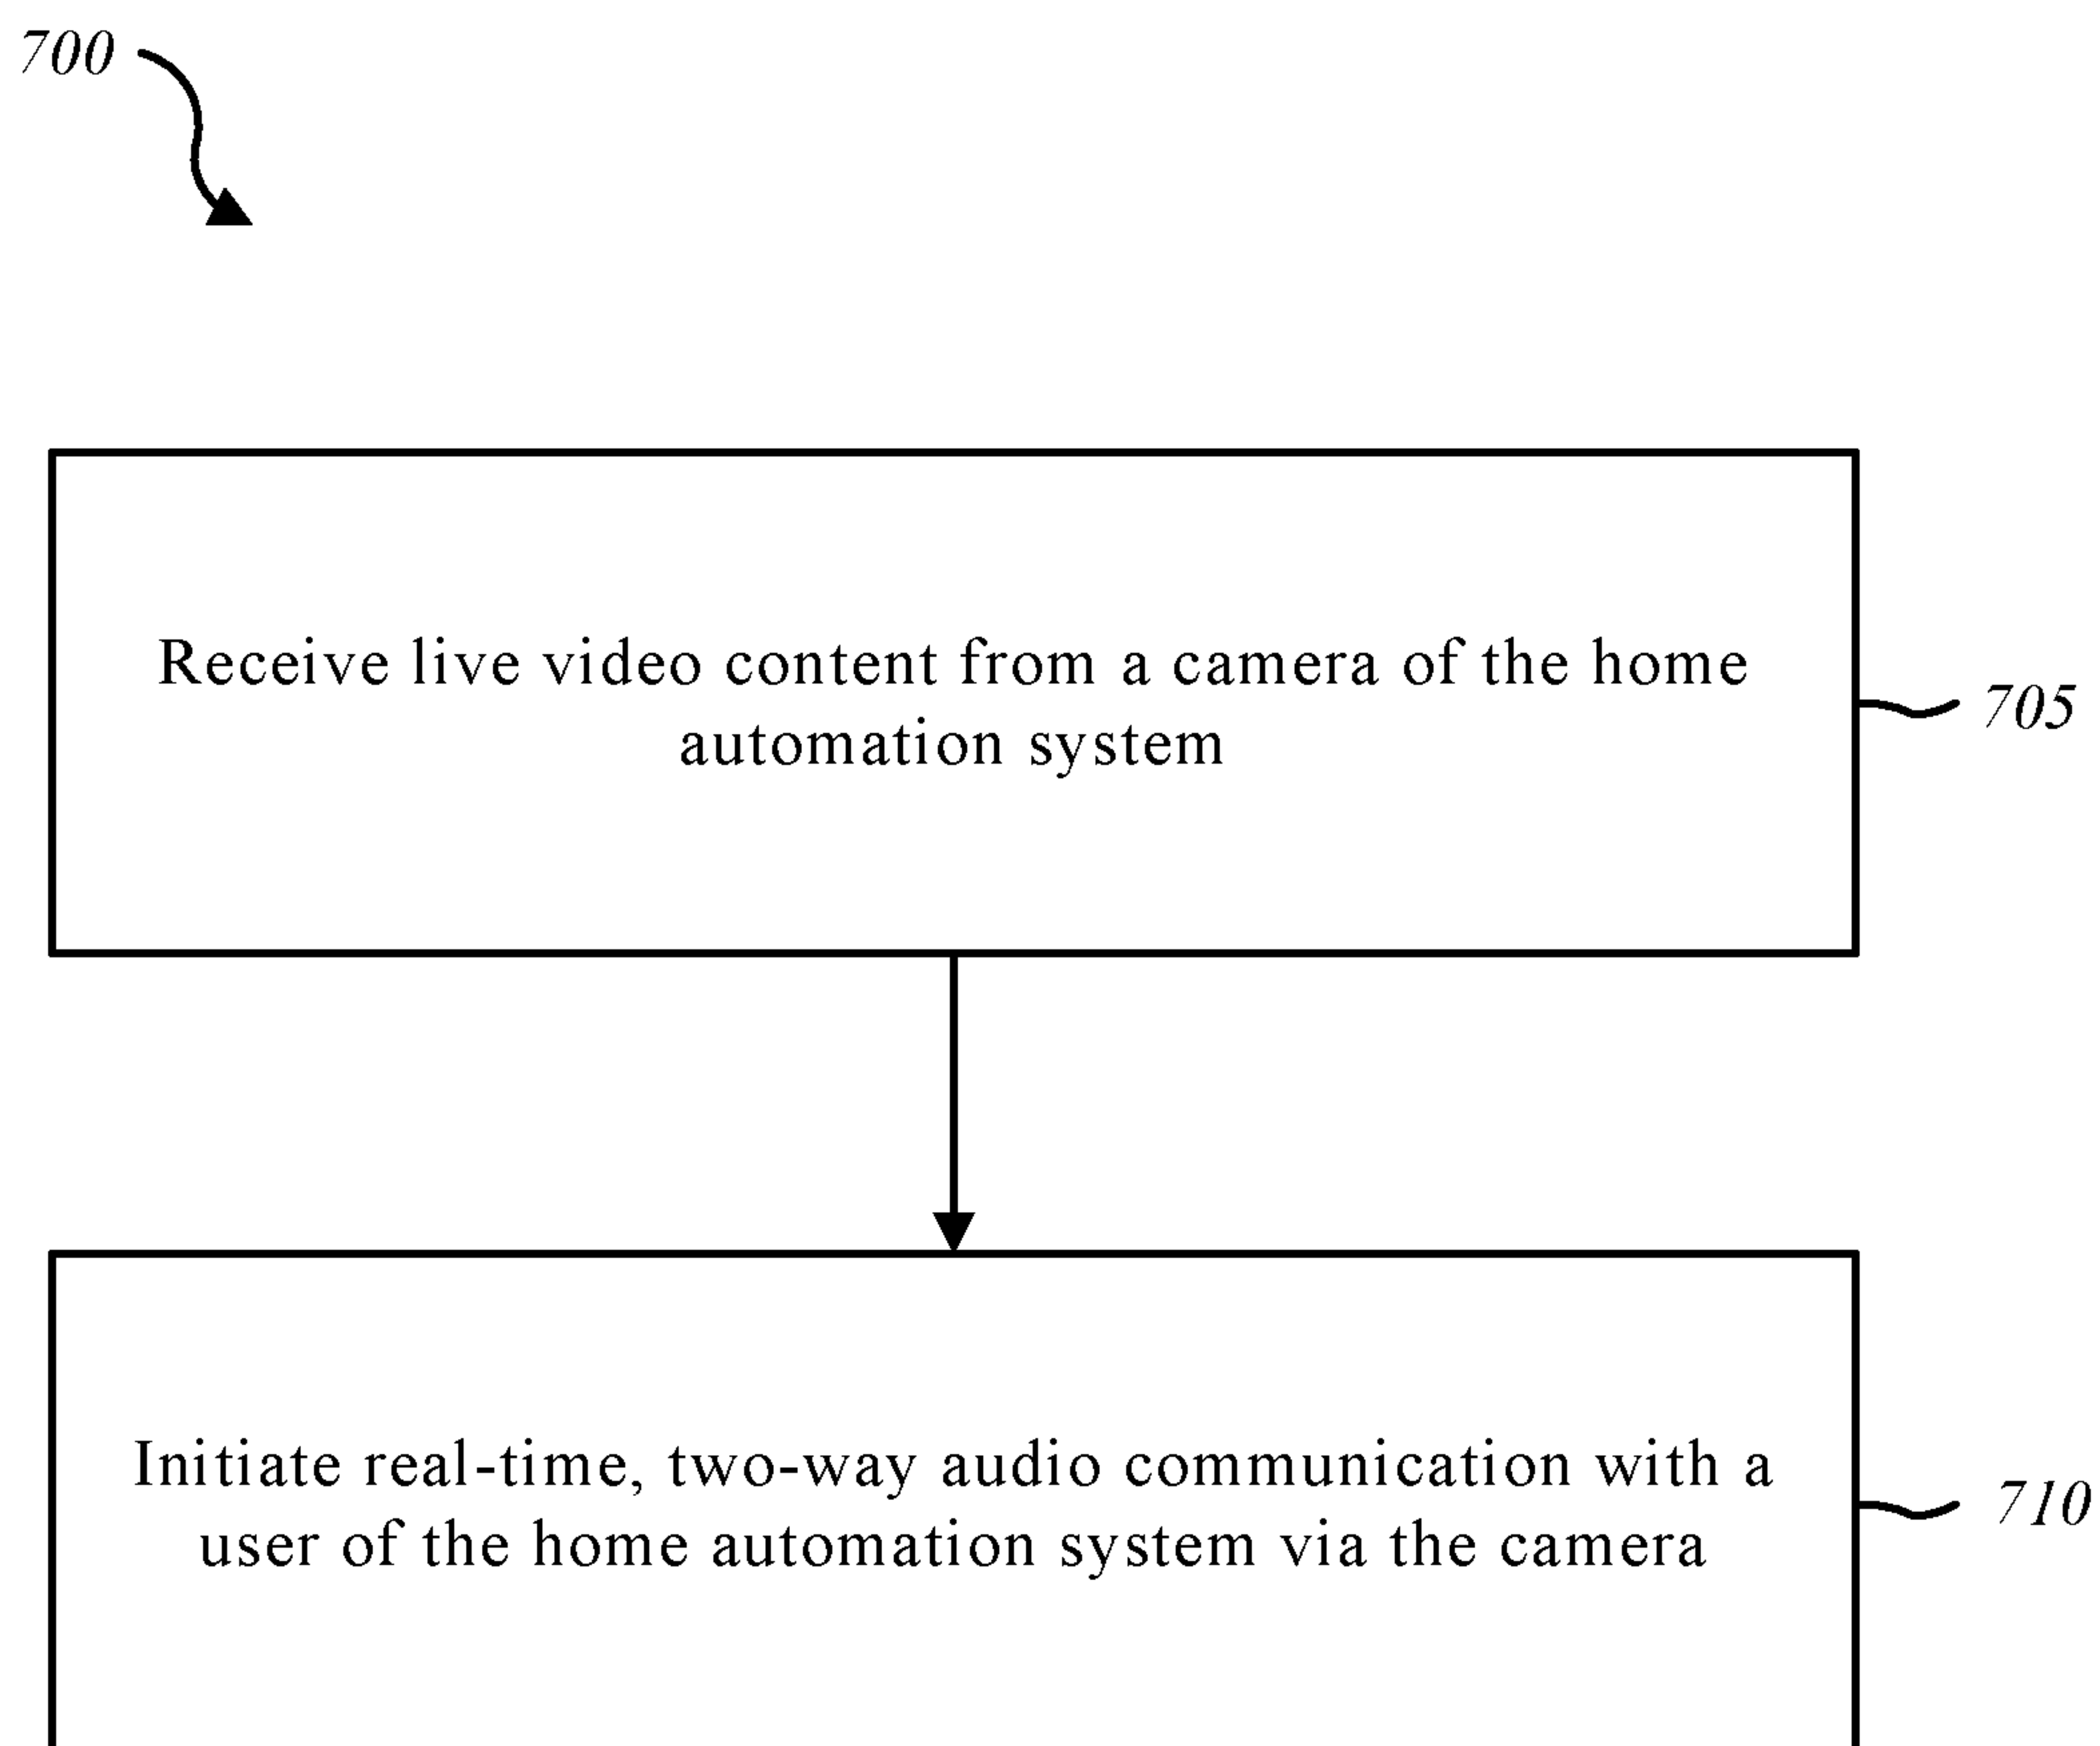 700
Receive live video content from a camera of the home
automation system
705
Initiate real-time, two-way audio communication with a
user of the home automation system via the camera
710